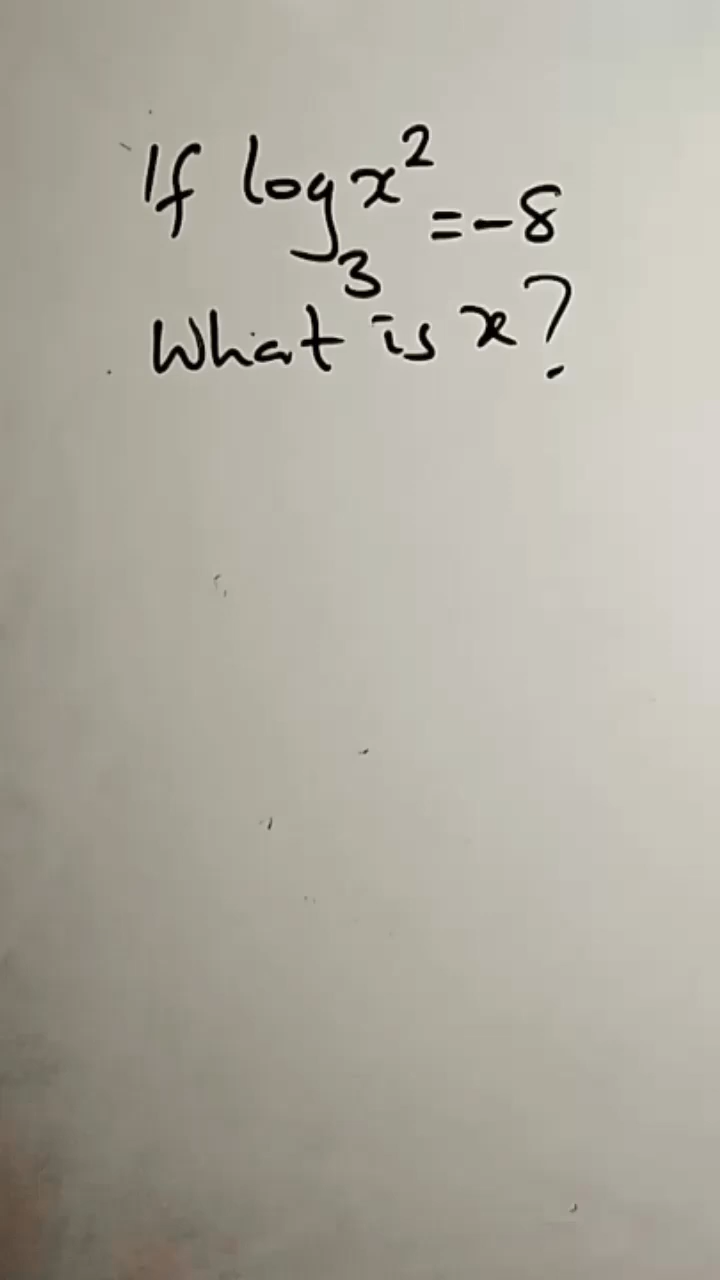 If log₃x² = -8
What is x?